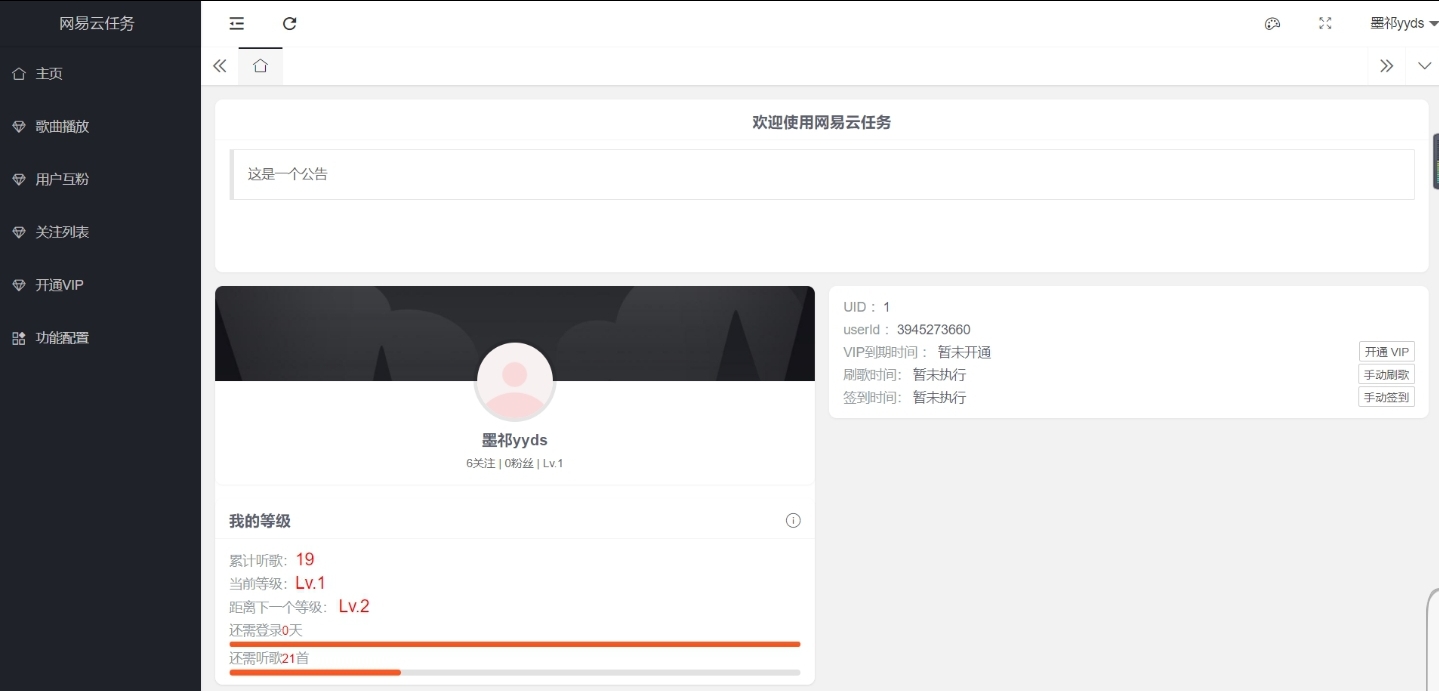 网易云任务
墨祁yyds
主页
歌曲播放
用户互粉
关注列表
开通VIP
功能配置
欢迎使用网易云任务
这是一个公告
墨祁yyds
6关注 | 0粉丝 | Lv.1
我的等级
累计听歌：19
当前等级：Lv.1
距离下一个等级： Lv.2
还需登录0天
还需听歌21首
UID： 1
userId： 3945273660
VIP到期时间： 暂未开通
开通 VIP
刷歌时间： 暂未执行
手动刷歌
签到时间： 暂未执行
手动签到